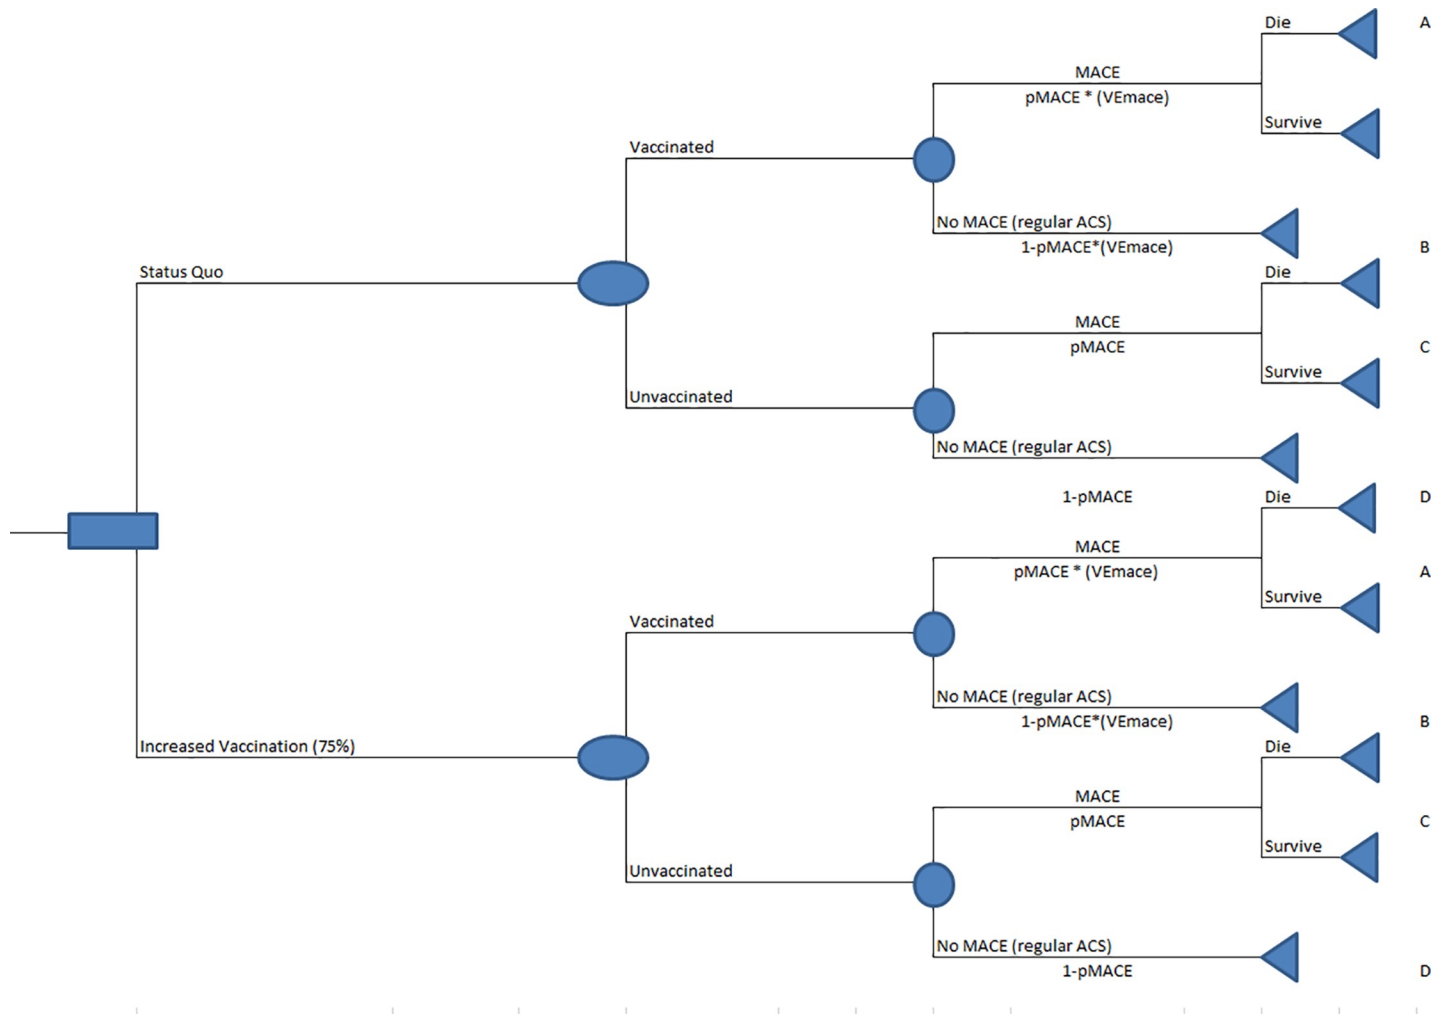 Die A
MACE
pMACE * (VEmace)
Survive
Vaccinated
No MACE (regular ACS)
1-pMACE*(VEmace) B
Status Quo
Die
MACE
pMACE C
Survive
Unvaccinated
No MACE (regular ACS)
1-pMACE
Die D
MACE
pMACE * (VEmace) A
Survive
Vaccinated
No MACE (regular ACS)
1-pMACE*(VEmace) B
Increased Vaccination (75%)
Die
MACE
pMACE C
Survive
Unvaccinated
No MACE (regular ACS)
1-pMACE D